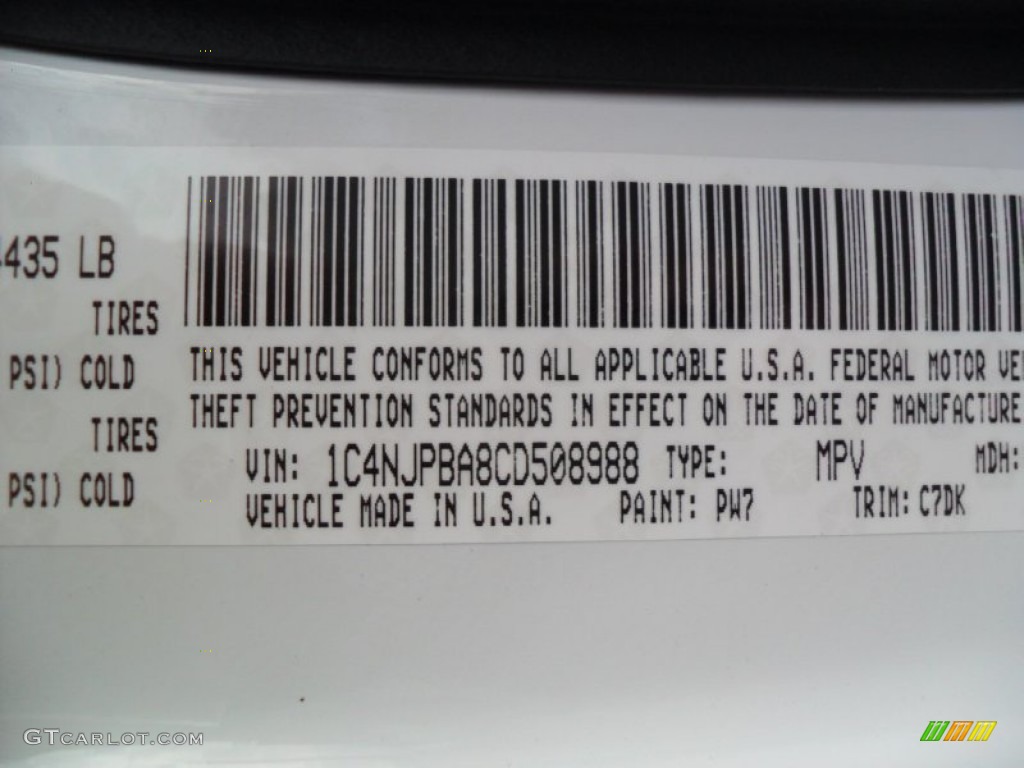 435 LB
TIRES
PSI) COLD
TIRES
PSI) COLD
THIS VEHICLE CONFORMS TO ALL APPLICABLE U.S.A. FEDERAL MOTOR
THEFT PREVENTION STANDARDS IN EFFECT ON THE DATE OF MANUFACTURE
VIN: 1C4NJPBA8CD508988 TYPE: MPV MDH:
VEHICLE MADE IN U.S.A. PAINT: PW7 TRIM: C7DK
GTCARLOT.COM